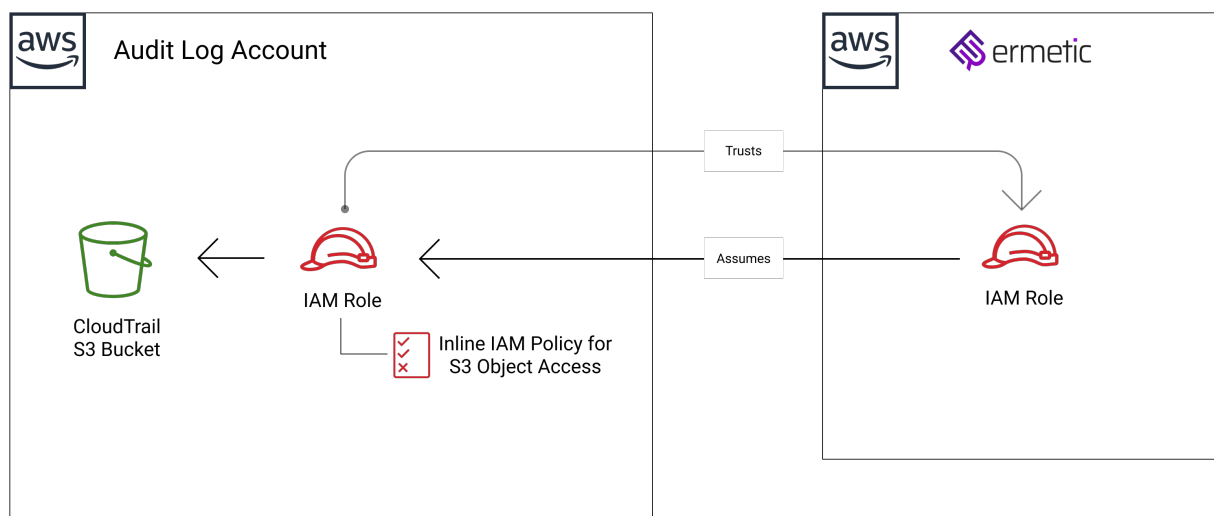 aws
Audit Log Account
aws
ermetic
Trusts
Assumes
IAM Role
IAM Role
CloudTrail
S3 Bucket
Inline IAM Policy for
S3 Object Access